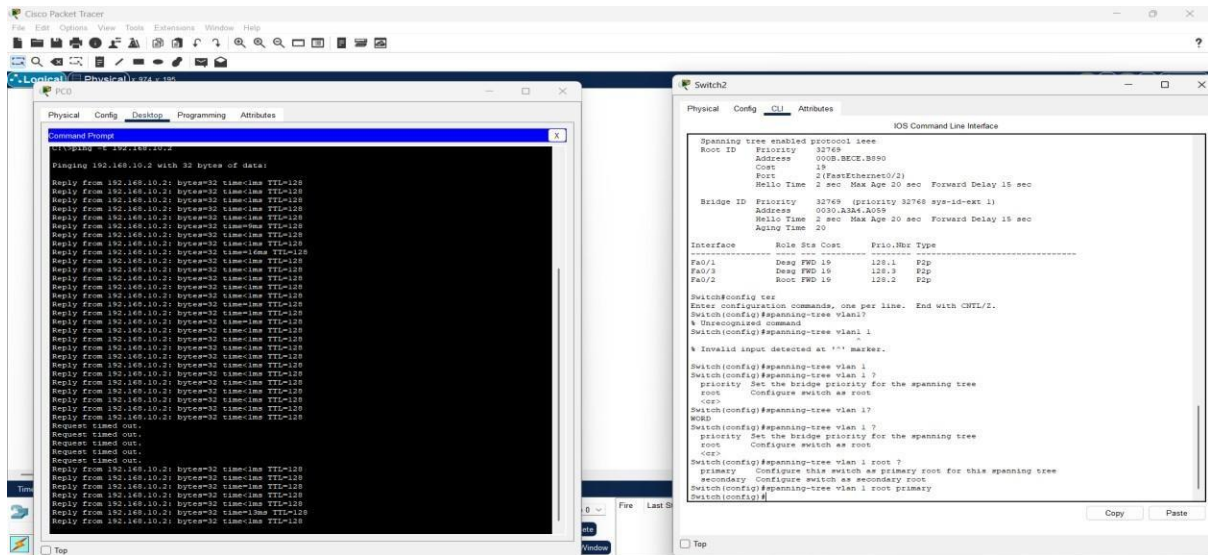 Cisco Packet Tracer
File Edit Options View Tools Extensions Window Help
?
Logical Physical x 974 y 195
PC0
Physical Config Desktop Programming Attributes
Command Prompt X
C:\>ping -t 192.168.10.2
Pinging 192.168.10.2 with 32 bytes of data:
Reply from 192.168.10.2: bytes=32 time<1ms TTL=128
Reply from 192.168.10.2: bytes=32 time<1ms TTL=128
Reply from 192.168.10.2: bytes=32 time<1ms TTL=128
Reply from 192.168.10.2: bytes=32 time<1ms TTL=128
Reply from 192.168.10.2: bytes=32 time=9ms TTL=128
Reply from 192.168.10.2: bytes=32 time<1ms TTL=128
Reply from 192.168.10.2: bytes=32 time<1ms TTL=128
Reply from 192.168.10.2: bytes=32 time<1ms TTL=128
Reply from 192.168.10.2: bytes=32 time=16ms TTL=128
Reply from 192.168.10.2: bytes=32 time<1ms TTL=128
Reply from 192.168.10.2: bytes=32 time<1ms TTL=128
Reply from 192.168.10.2: bytes=32 time<1ms TTL=128
Reply from 192.168.10.2: bytes=32 time<1ms TTL=128
Reply from 192.168.10.2: bytes=32 time<1ms TTL=128
Reply from 192.168.10.2: bytes=32 time=1ms TTL=128
Reply from 192.168.10.2: bytes=32 time<1ms TTL=128
Reply from 192.168.10.2: bytes=32 time=1ms TTL=128
Reply from 192.168.10.2: bytes=32 time<1ms TTL=128
Reply from 192.168.10.2: bytes=32 time<1ms TTL=128
Reply from 192.168.10.2: bytes=32 time<1ms TTL=128
Reply from 192.168.10.2: bytes=32 time<1ms TTL=128
Reply from 192.168.10.2: bytes=32 time<1ms TTL=128
Reply from 192.168.10.2: bytes=32 time<1ms TTL=128
Reply from 192.168.10.2: bytes=32 time=1ms TTL=128
Reply from 192.168.10.2: bytes=32 time<1ms TTL=128
Reply from 192.168.10.2: bytes=32 time<1ms TTL=128
Reply from 192.168.10.2: bytes=32 time<1ms TTL=128
Request timed out.
Request timed out.
Request timed out.
Request timed out.
Request timed out.
Reply from 192.168.10.2: bytes=32 time<1ms TTL=128
Reply from 192.168.10.2: bytes=32 time<1ms TTL=128
Reply from 192.168.10.2: bytes=32 time=1ms TTL=128
Reply from 192.168.10.2: bytes=32 time<1ms TTL=128
Reply from 192.168.10.2: bytes=32 time<1ms TTL=128
Reply from 192.168.10.2: bytes=32 time=13ms TTL=128
Reply from 192.168.10.2: bytes=32 time<1ms TTL=128
Top
Fire Last St
Switch2
Physical Config CLI Attributes
IOS Command Line Interface
Spanning tree enabled protocol ieee
Root ID Priority 32769
Address 000B.BECE.B890
Cost 19
Port 2(FastEthernet0/2)
Hello Time 2 sec Max Age 20 sec Forward Delay 15 sec
Bridge ID Priority 32769 (priority 32768 sys-id-ext 1)
Address 0030.A3A4.A059
Hello Time 2 sec Max Age 20 sec Forward Delay 15 sec
Aging Time 20
Interface Role Sts Cost Prio.Nbr Type
---------------- ---- --- --------- -------- --------------------------------
Fa0/1 Desg FWD 19 128.1 P2p
Fa0/3 Desg FWD 19 128.3 P2p
Fa0/2 Root FWD 19 128.2 P2p
Switch#config ter
Enter configuration commands, one per line. End with CNTL/Z.
Switch(config)#spanning-tree vlan1?
% Unrecognized command
Switch(config)#spanning-tree vlan1 1
^
% Invalid input detected at '^' marker.
Switch(config)#spanning-tree vlan 1
Switch(config)#spanning-tree vlan 1 ?
priority Set the bridge priority for the spanning tree
root Configure switch as root
<cr>
Switch(config)#spanning-tree vlan 1?
WORD
Switch(config)#spanning-tree vlan 1 ?
priority Set the bridge priority for the spanning tree
root Configure switch as root
<cr>
Switch(config)#spanning-tree vlan 1 root ?
primary Configure this switch as primary root for this spanning tree
secondary Configure switch as secondary root
Switch(config)#spanning-tree vlan 1 root primary
Switch(config)#
Copy Paste
Top